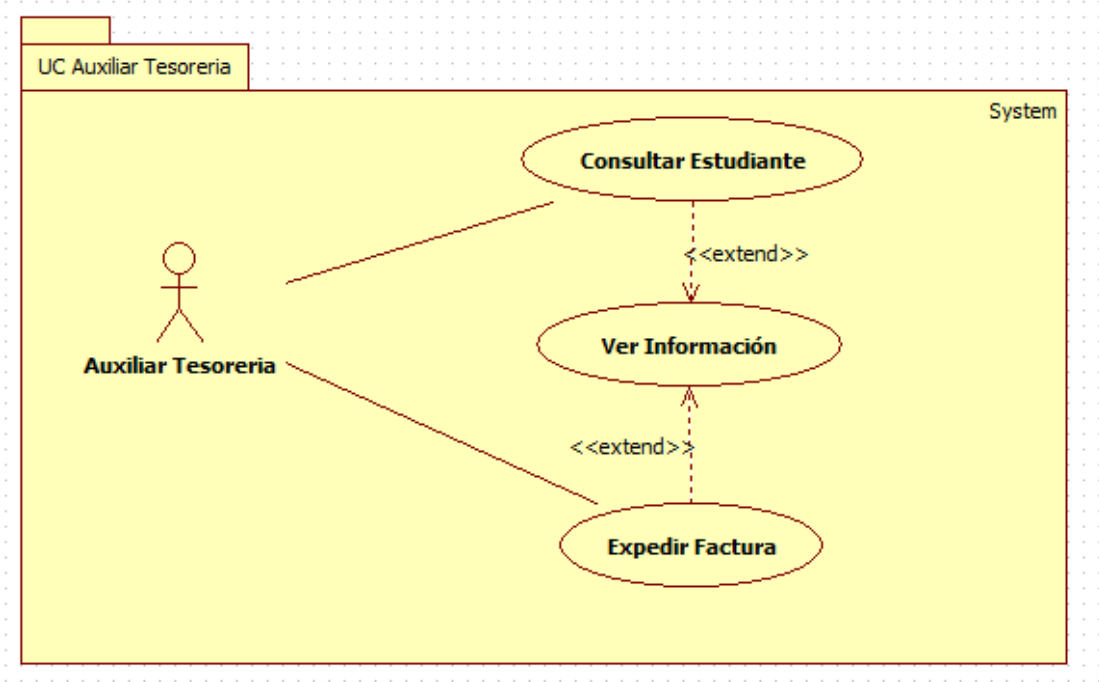 UC Auxiliar Tesoreria
System
Consultar Estudiante
<<extend>>
Ver Información
Auxiliar Tesoreria
<<extend>>
Expedir Factura